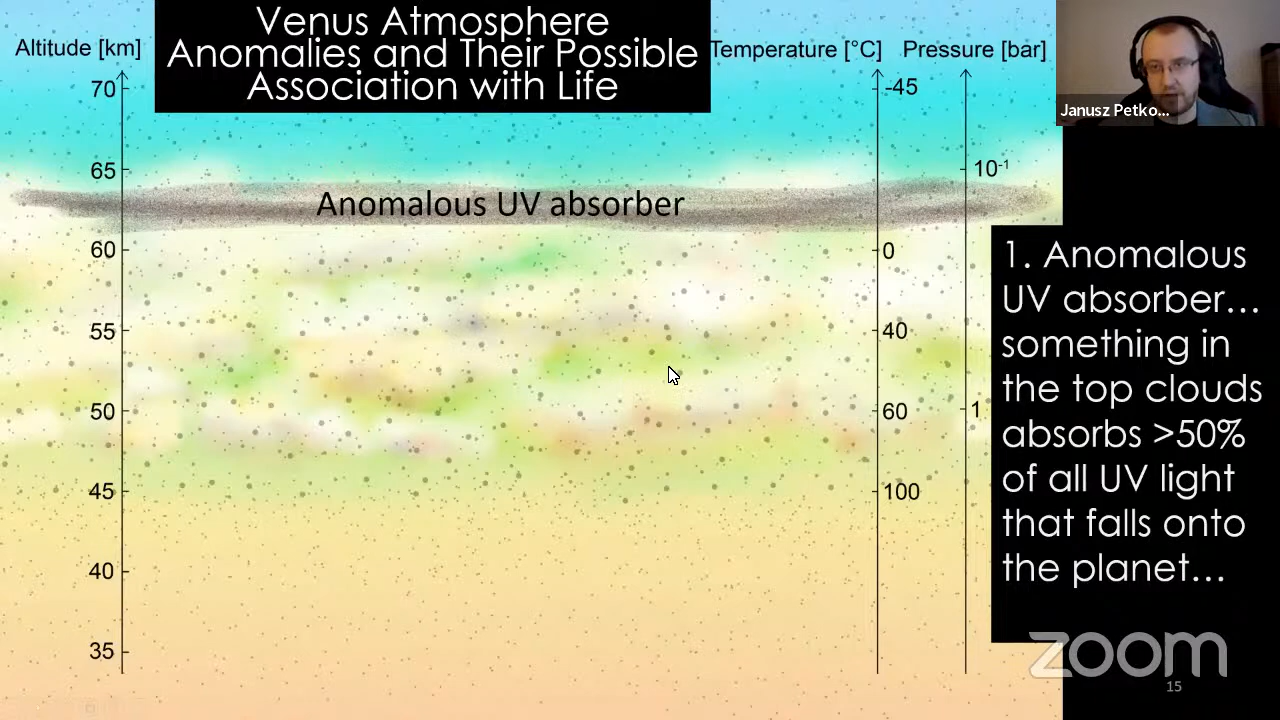 Venus Atmosphere
Anomalies and Their Possible
Association with Life
Altitude [km]
Temperature [°C]
Pressure [bar]
Janusz Petko...
70
-45
65
10⁻¹
Anomalous UV absorber
60
0
55
40
50
60
1
45
100
40
35
1. Anomalous
UV absorber...
something in
the top clouds
absorbs >50%
of all UV light
that falls onto
the planet...
zoom
15